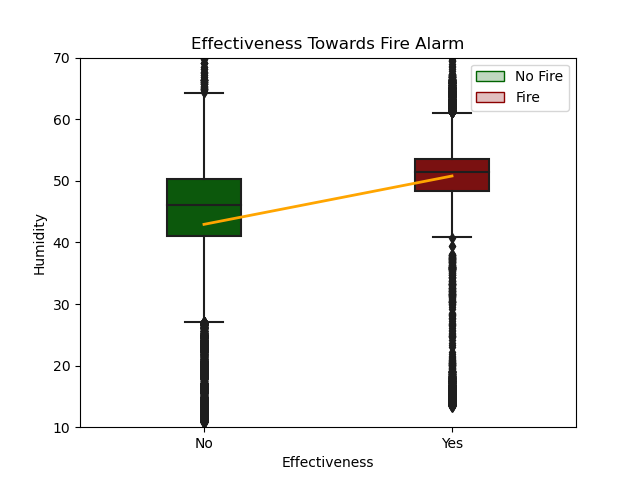 Effectiveness Towards Fire Alarm
70
60
50
40
30
20
10
Humidity
No Fire
Fire
No
Yes
Effectiveness